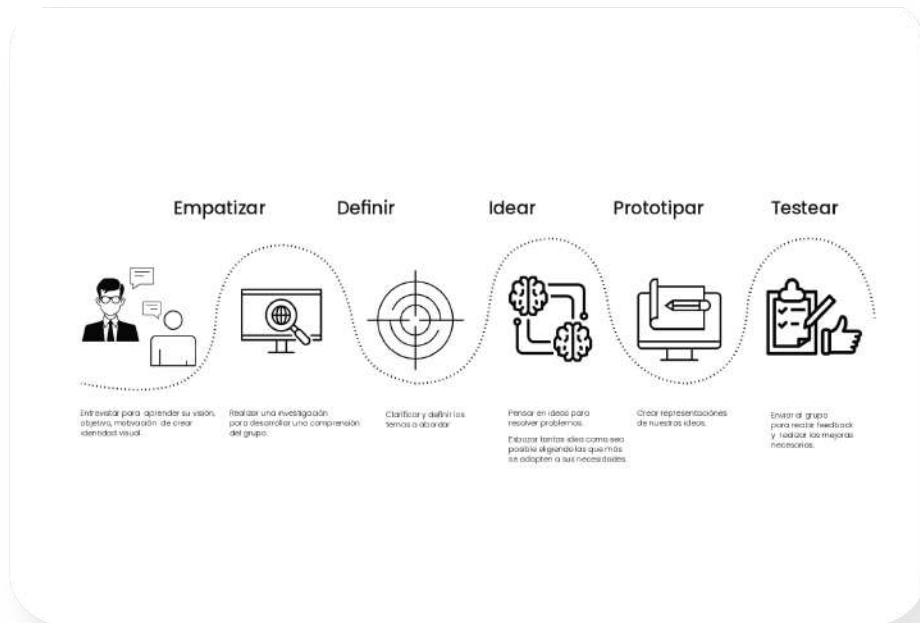 Empatizar
Definir
Idear
Prototipar
Testear
Entrevistar para aprender su visión,
objetivo, motivación de crear
identidad visual.
Realizar una investigación
para desarrollar una comprensión
del grupo.
Clarificar y definir los
temas a abordar
Pensar en ideas para
resolver problemas.
Esbozar tantas idea como sea
posible eligiendo las que más
se adapten a sus necesidades.
Crear representaciónes
de nuestras ideas.
Enviar al grupo
para recibir feedback
y realizar las mejoras
necesarias.